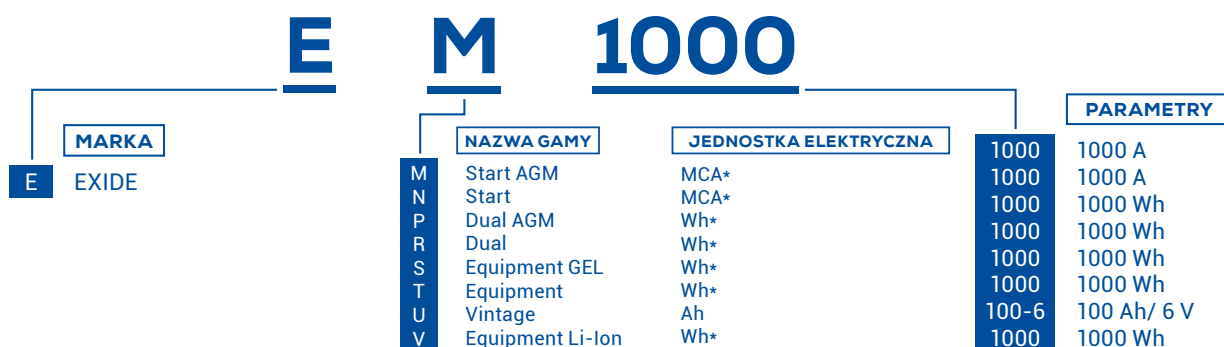 E M 1000
MARKA
E EXIDE
NAZWA GAMY JEDNOSTKA ELEKTRYCZNA PARAMETRY
M Start AGM MCA* 1000 1000 A
N Start MCA* 1000 1000 A
P Dual AGM Wh* 1000 1000 Wh
R Dual Wh* 1000 1000 Wh
S Equipment GEL Wh* 1000 1000 Wh
T Equipment Wh* 1000 1000 Wh
U Vintage Ah 100-6 100 Ah/ 6 V
V Equipment Li-Ion Wh* 1000 1000 Wh